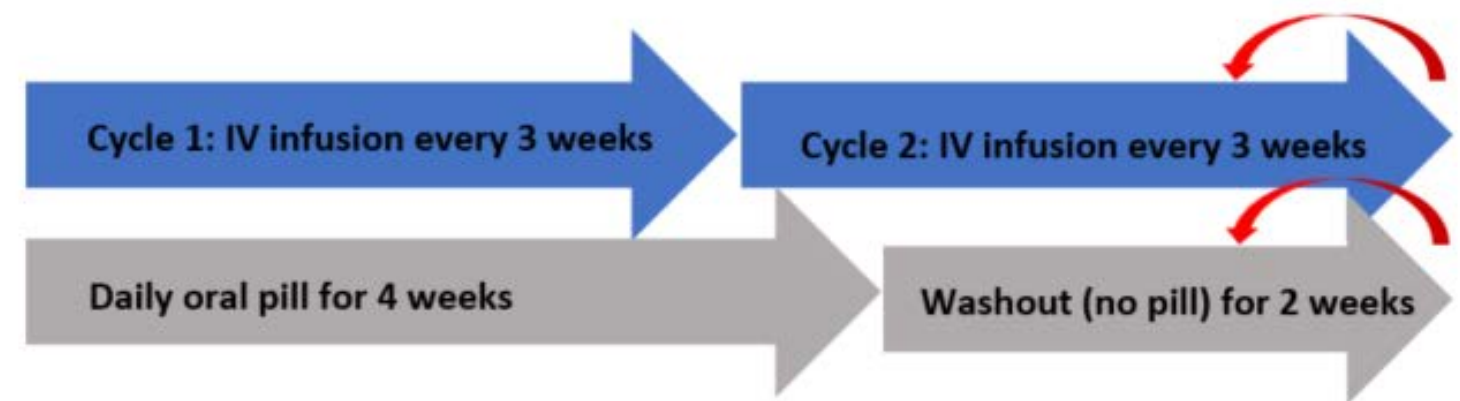 Cycle 1: IV infusion every 3 weeks
Cycle 2: IV infusion every 3 weeks
Daily oral pill for 4 weeks
Washout (no pill) for 2 weeks